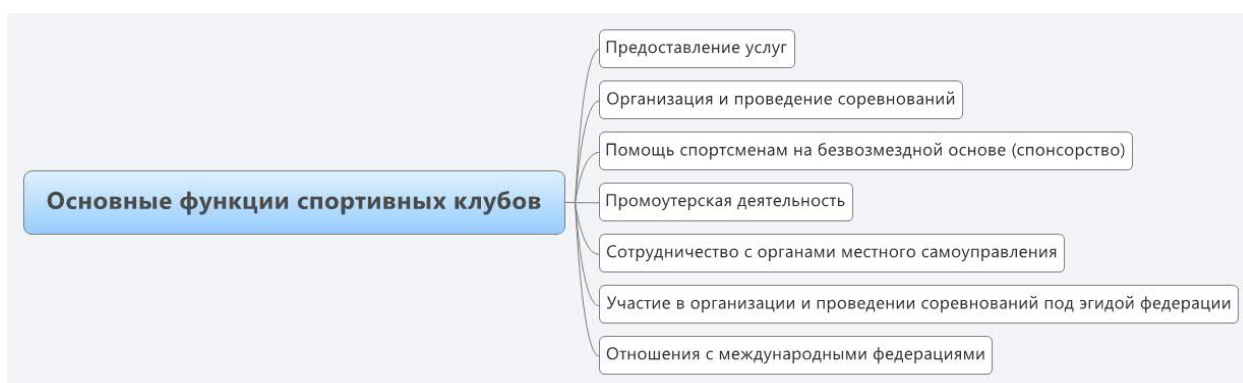 Предоставление услуг
Организация и проведение соревнований
Помощь спортсменам на безвозмездной основе (спонсорство)
Основные функции спортивных клубов
Промоутерская деятельность
Сотрудничество с органами местного самоуправления
Участие в организации и проведении соревнований под эгидой федерации
Отношения с международными федерациями